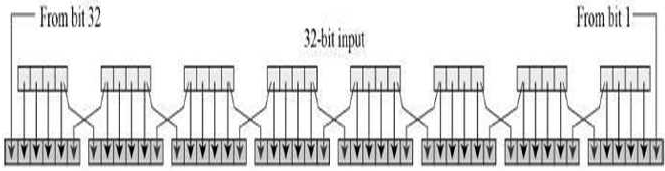 From bit 32
From bit 1
32-bit input